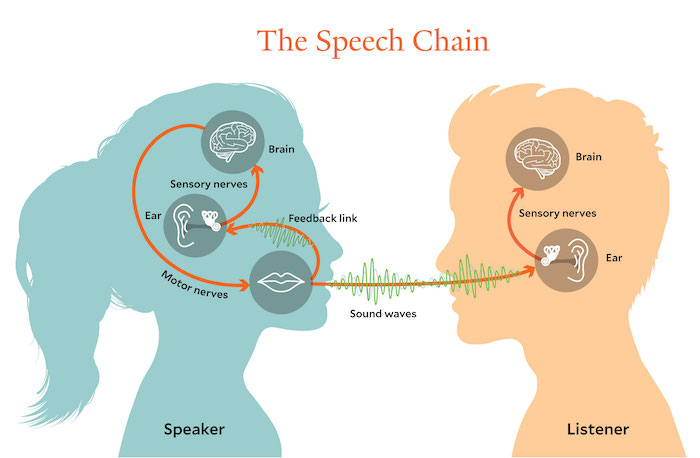 The Speech Chain
Brain
Sensory nerves
Ear
Feedback link
Motor nerves
Sound waves
Speaker
Brain
Sensory nerves
Ear
Listener